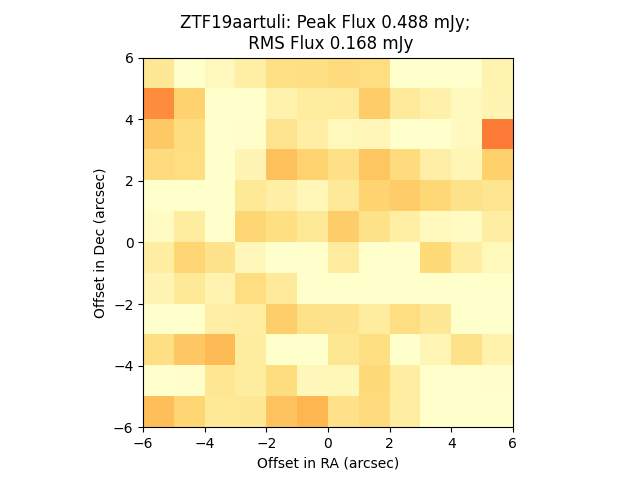 ZTF19aartuli: Peak Flux 0.488 mJy;
RMS Flux 0.168 mJy
6
4
2
0
−2
−4
−6
Offset in Dec (arcsec)
−6 −4 −2 0 2 4 6
Offset in RA (arcsec)